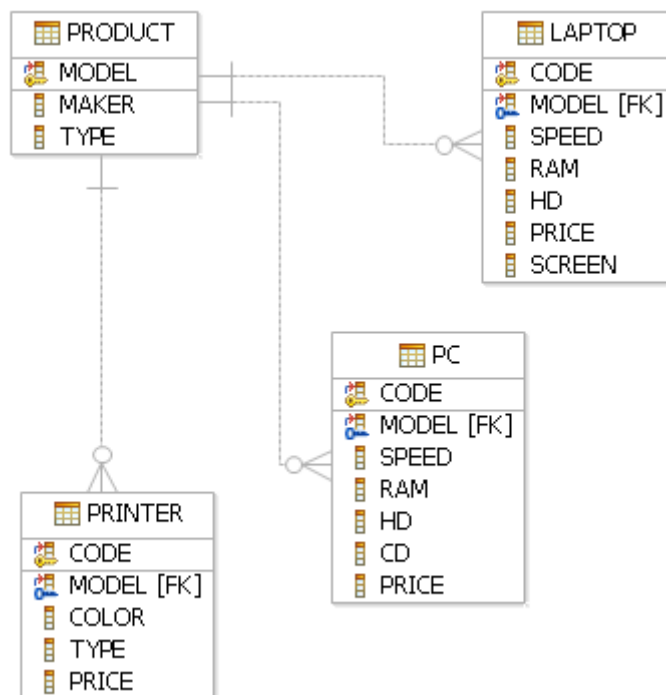 PRODUCT
MODEL
MAKER
TYPE
LAPTOP
CODE
MODEL [FK]
SPEED
RAM
HD
PRICE
SCREEN
PC
CODE
MODEL [FK]
SPEED
RAM
HD
CD
PRICE
PRINTER
CODE
MODEL [FK]
COLOR
TYPE
PRICE